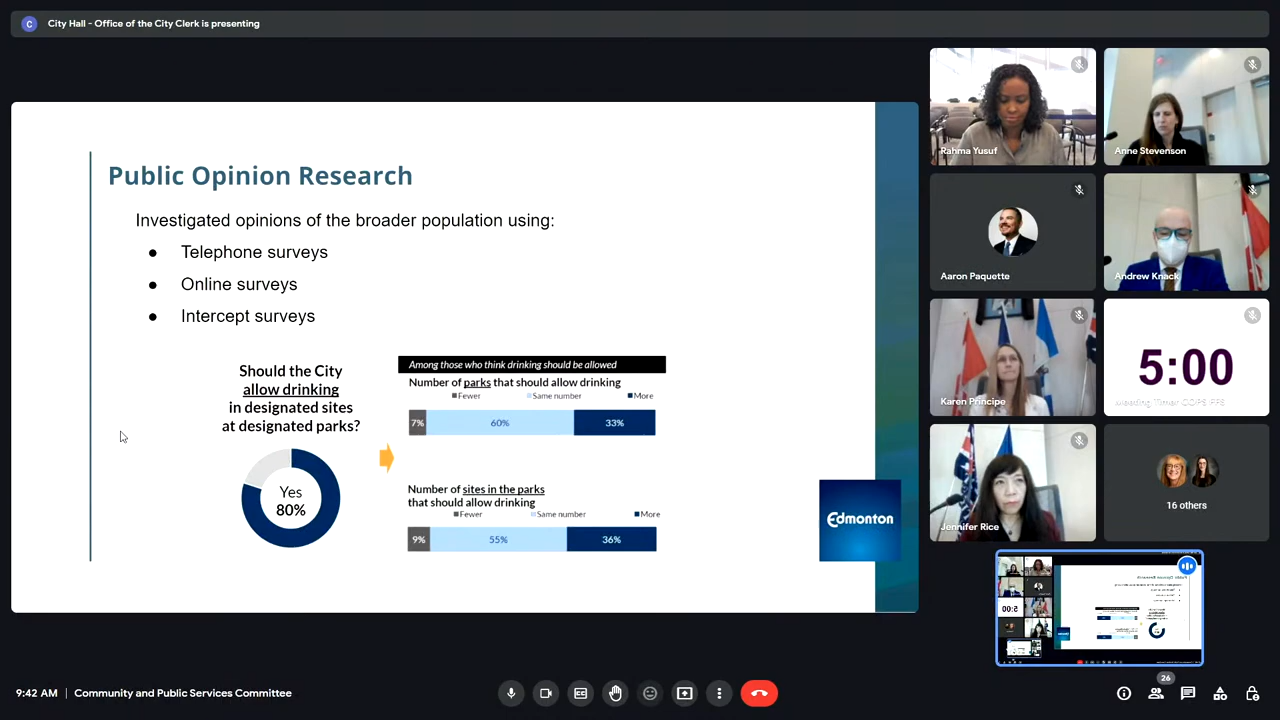 C
City Hall - Office of the City Clerk is presenting
Public Opinion Research
Investigated opinions of the broader population using:
● Telephone surveys
● Online surveys
● Intercept surveys
Should the City
allow drinking
in designated sites
at designated parks?
Yes
80%
Among those who think drinking should be allowed
Number of parks that should allow drinking
Fewer Same number More
7% 60% 33%
Number of sites in the parks
that should allow drinking
Fewer Same number More
9% 55% 36%
Edmonton
Rahma Yusuf
Anne Stevenson
Aaron Paquette
Andrew Knack
Karen Principe
5:00
Jennifer Rice
16 others
26
9:42 AM | Community and Public Services Committee